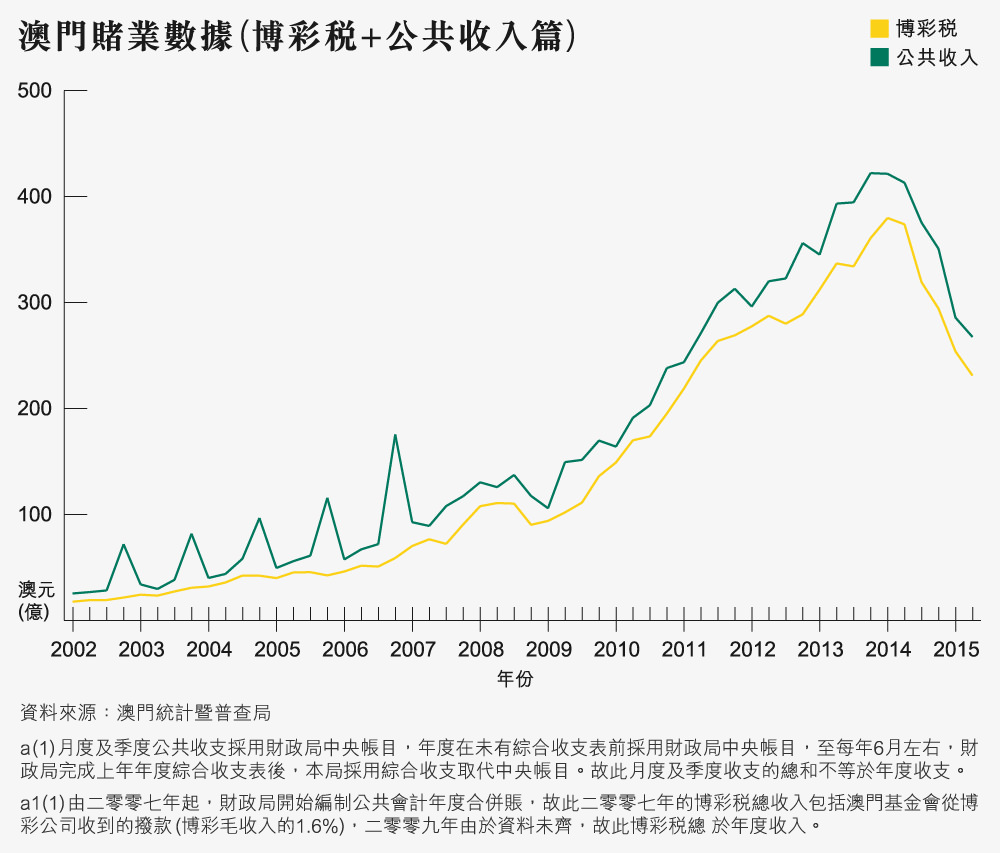 澳門賭業數據(博彩税+公共收入篇)
博彩税
公共收入
500
400
300
200
100
澳元
(億)
2002 2003 2004 2005 2006 2007 2008 2009 2010 2011 2012 2013 2014 2015
年份
資料來源：澳門統計暨普查局
a(1)月度及季度公共收支採用財政局中央帳目，年度在未有綜合收支表前採用財政局中央帳目，至每年6月左右，財
政局完成上年年度綜合收支表後，本局採用綜合收支取代中央帳目。故此月度及季度收支的總和不等於年度收支。
a1(1)由二零零七年起，財政局開始編制公共會計年度合併賬，故此二零零七年的博彩税總收入包括澳門基金會從博
彩公司收到的撥款(博彩毛收入的1.6%)，二零零九年由於資料未齊，故此博彩税總 於年度收入。